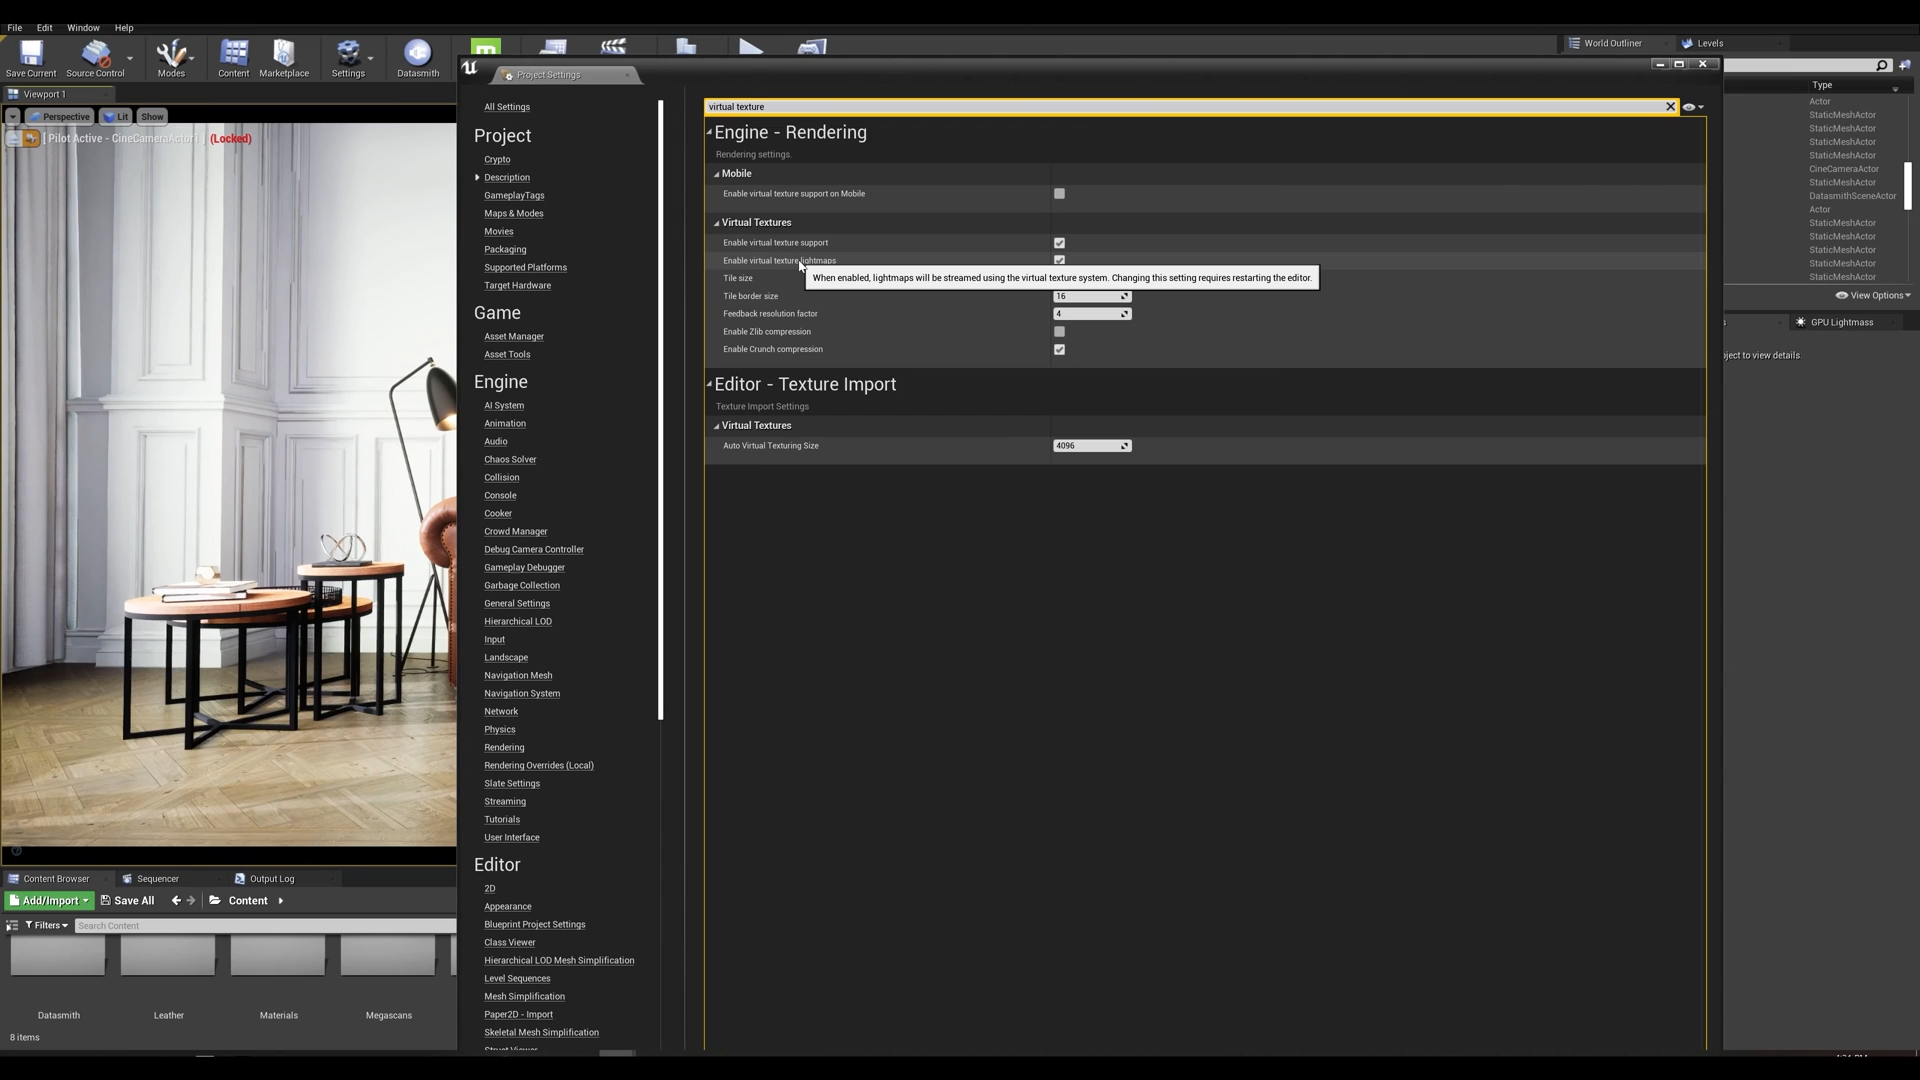 File Edit Window Help
Save Current Source Control Modes Content Marketplace Settings Datasmith
World Outliner Levels
Viewport 1
Project Settings
Perspective Lit Show
[ Pilot Active - CineCameraActor1 ] (Locked)
All Settings
Project
Crypto
Description
GameplayTags
Maps & Modes
Movies
Packaging
Supported Platforms
Target Hardware
Game
Asset Manager
Asset Tools
Engine
AI System
Animation
Audio
Chaos Solver
Collision
Console
Cooker
Crowd Manager
Debug Camera Controller
Gameplay Debugger
Garbage Collection
General Settings
Hierarchical LOD
Input
Landscape
Navigation Mesh
Navigation System
Network
Physics
Rendering
Rendering Overrides (Local)
Slate Settings
Streaming
Tutorials
User Interface
Editor
2D
Appearance
Blueprint Project Settings
Class Viewer
Hierarchical LOD Mesh Simplification
Level Sequences
Mesh Simplification
Paper2D - Import
Skeletal Mesh Simplification
virtual texture
Engine - Rendering
Rendering settings.
Mobile
Enable virtual texture support on Mobile
Virtual Textures
Enable virtual texture support
Enable virtual texture lightmaps
When enabled, lightmaps will be streamed using the virtual texture system. Changing this setting requires restarting the editor.
Tile size
Tile border size 16
Feedback resolution factor 4
Enable Zlib compression
Enable Crunch compression
Editor - Texture Import
Texture Import Settings
Virtual Textures
Auto Virtual Texturing Size 4096
Type
Actor
StaticMeshActor
StaticMeshActor
StaticMeshActor
StaticMeshActor
CineCameraActor
StaticMeshActor
DatasmithSceneActor
Actor
StaticMeshActor
StaticMeshActor
StaticMeshActor
StaticMeshActor
StaticMeshActor
View Options
GPU Lightmass
ject to view details.
Content Browser Sequencer Output Log
Add/Import Save All Content
Filters Search Content
Datasmith Leather Materials Megascans
8 items